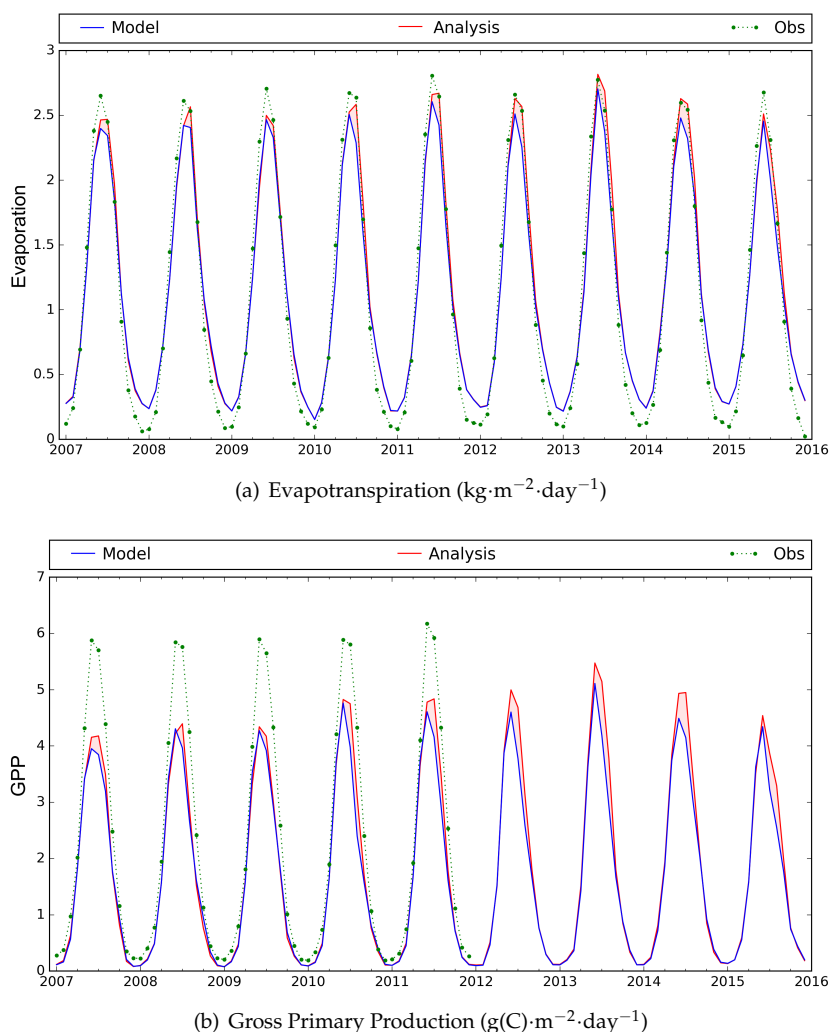 Model Analysis Obs
3
2.5
2
1.5
1
0.5
0
Evaporation
2007 2008 2009 2010 2011 2012 2013 2014 2015 2016
(a) Evapotranspiration (kg·m−2·day−1)
Model Analysis Obs
7
6
5
4
3
2
1
0
GPP
2007 2008 2009 2010 2011 2012 2013 2014 2015 2016
(b) Gross Primary Production (g(C)·m−2·day−1)